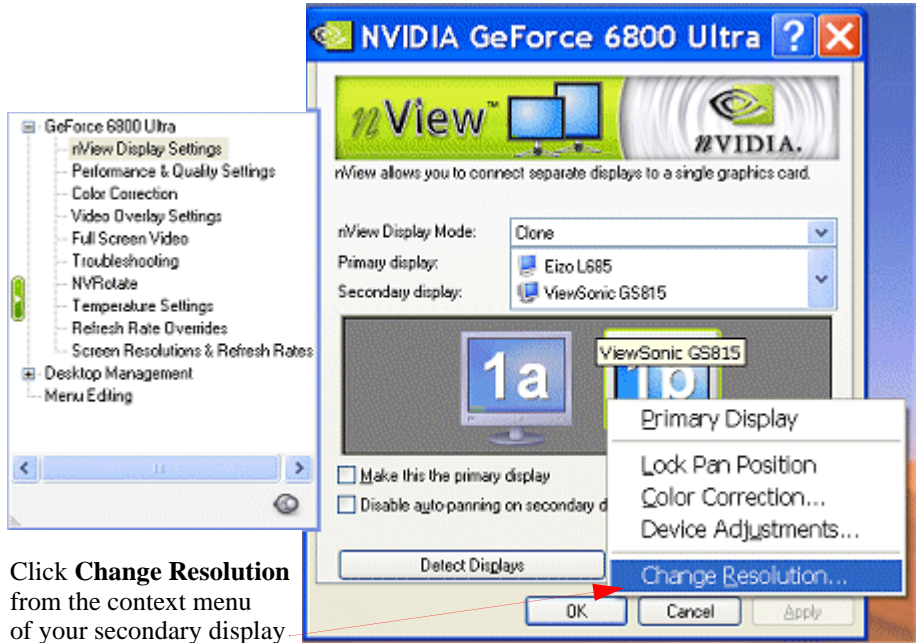 NVIDIA GeForce 6800 Ultra
nView™
nVIDIA.
nView allows you to connect separate displays to a single graphics card.
GeForce 6800 Ultra
nView Display Settings
Performance & Quality Settings
Color Correction
Video Overlay Settings
Full Screen Video
Troubleshooting
NVRotate
Temperature Settings
Refresh Rate Overrides
Screen Resolutions & Refresh Rates
Desktop Management
Menu Editing
nView Display Mode:
Clone
Primary display:
Eizo L685
Secondary display:
ViewSonic GS815
1a
1b
ViewSonic GS815
Make this the primary display
Disable auto-panning on secondary d
Detect Displays
OK
Cancel
Apply
Primary Display
Lock Pan Position
Color Correction...
Device Adjustments...
Change Resolution...
Click Change Resolution
from the context menu
of your secondary display